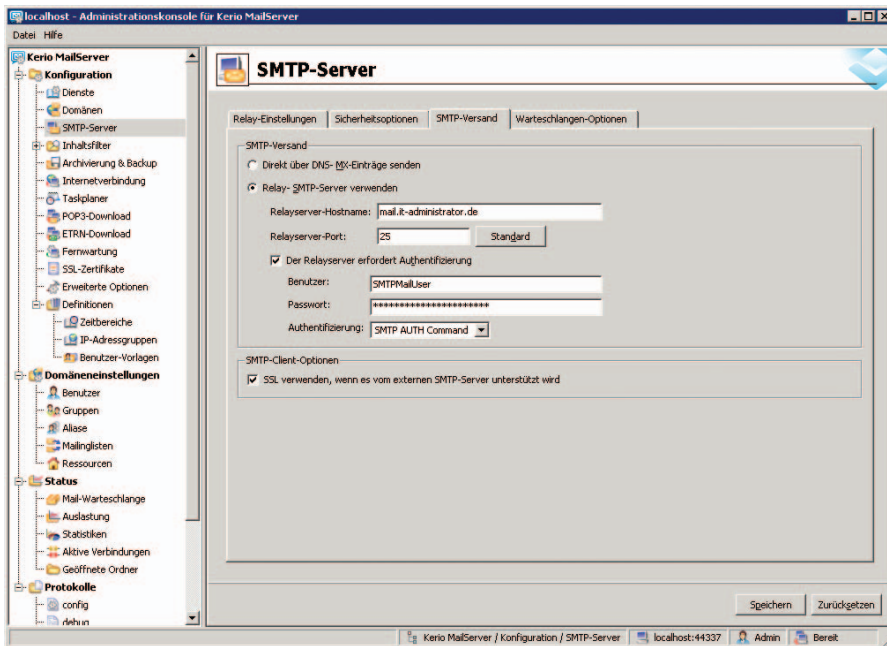 localhost - Administrationskonsole für Kerio MailServer
Datei Hilfe
Kerio MailServer
Konfiguration
Dienste
Domänen
SMTP-Server
Inhaltsfilter
Archivierung & Backup
Internetverbindung
Taskplaner
POP3-Download
ETRN-Download
Fernwartung
SSL-Zertifikate
Erweiterte Optionen
Definitionen
Zeitbereiche
IP-Adressgruppen
Benutzer-Vorlagen
Domäneneinstellungen
Benutzer
Gruppen
Aliase
Mailinglisten
Ressourcen
Status
Mail-Warteschlange
Auslastung
Statistiken
Aktive Verbindungen
Geöffnete Ordner
Protokolle
config
debug
SMTP-Server
Relay-Einstellungen Sicherheitsoptionen SMTP-Versand Warteschlangen-Optionen
SMTP-Versand
Direkt über DNS- MX-Einträge senden
Relay- SMTP-Server verwenden
Relayserver-Hostname: mail.it-administrator.de
Relayserver-Port: 25 Standard
Der Relayserver erfordert Authentifizierung
Benutzer: SMTPMailUser
Passwort: **********************
Authentifizierung: SMTP AUTH Command
SMTP-Client-Optionen
SSL verwenden, wenn es vom externen SMTP-Server unterstützt wird
Speichern Zurücksetzen
Kerio MailServer / Konfiguration / SMTP-Server localhost:44337 Admin Bereit